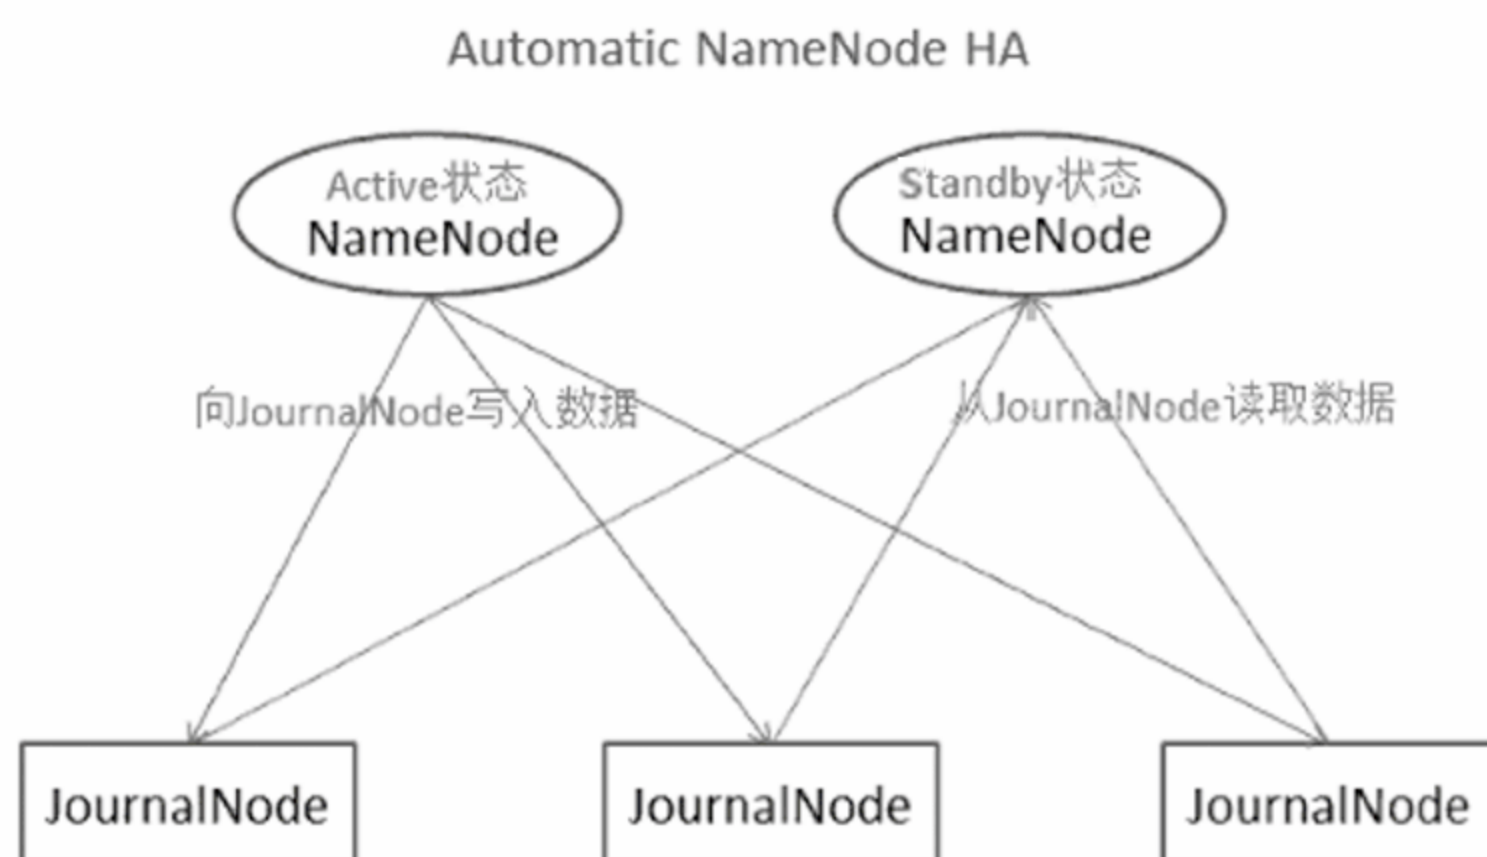 Automatic NameNode HA
Active状态
NameNode
Standby状态
NameNode
向JournalNode写入数据
从JournalNode读取数据
JournalNode
JournalNode
JournalNode